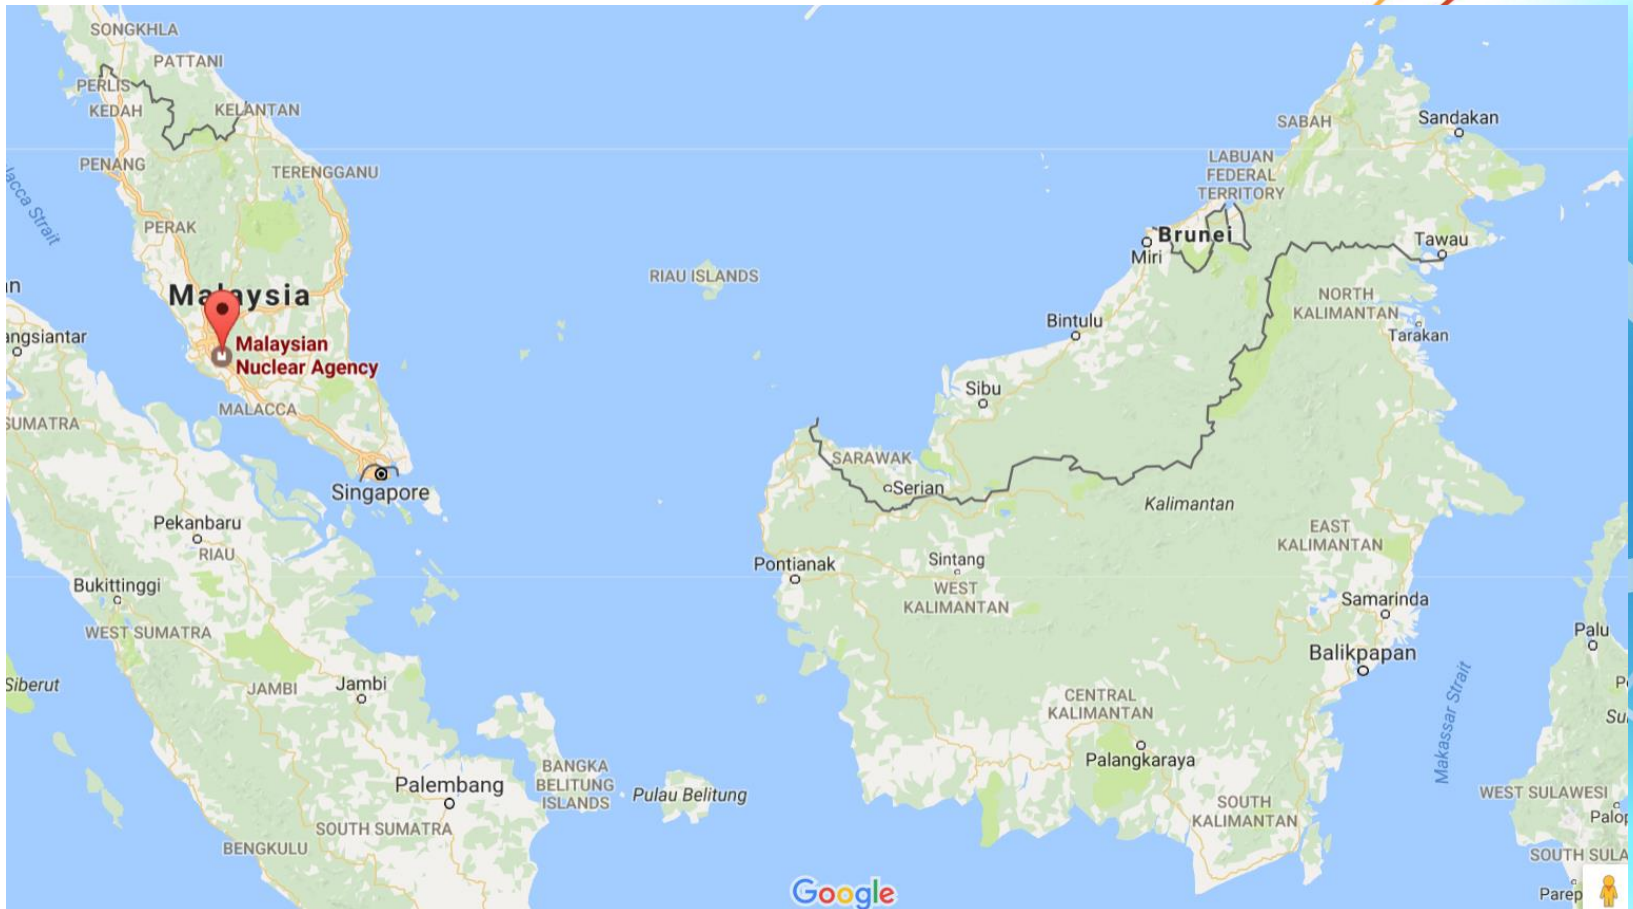 SONGKHLA
PATTANI
PERLIS
KEDAH
KELANTAN
PENANG
TERENGGANU
lacca Strait
PERAK
Malaysia
Malaysian
Nuclear Agency
angsiantar
MALACCA
SUMATRA
Singapore
Pekanbaru
RIAU
Bukittinggi
WEST SUMATRA
Siberut
JAMBI
Jambi
Palembang
BANGKA
BELITUNG
ISLANDS
Pulau Belitung
SOUTH SUMATRA
BENGKULU
RIAU ISLANDS
SABAH
Sandakan
LABUAN
FEDERAL
TERRITORY
Brunei
Miri
Tawau
NORTH
KALIMANTAN
Tarakan
Bintulu
Sibu
SARAWAK
Serian
Kalimantan
EAST
KALIMANTAN
Pontianak
Sintang
WEST
KALIMANTAN
Samarinda
Balikpapan
Palu
Makassar Strait
CENTRAL
KALIMANTAN
Palangkaraya
SOUTH
KALIMANTAN
WEST SULAWESI
Palop
SOUTH SULA
Parep
Google